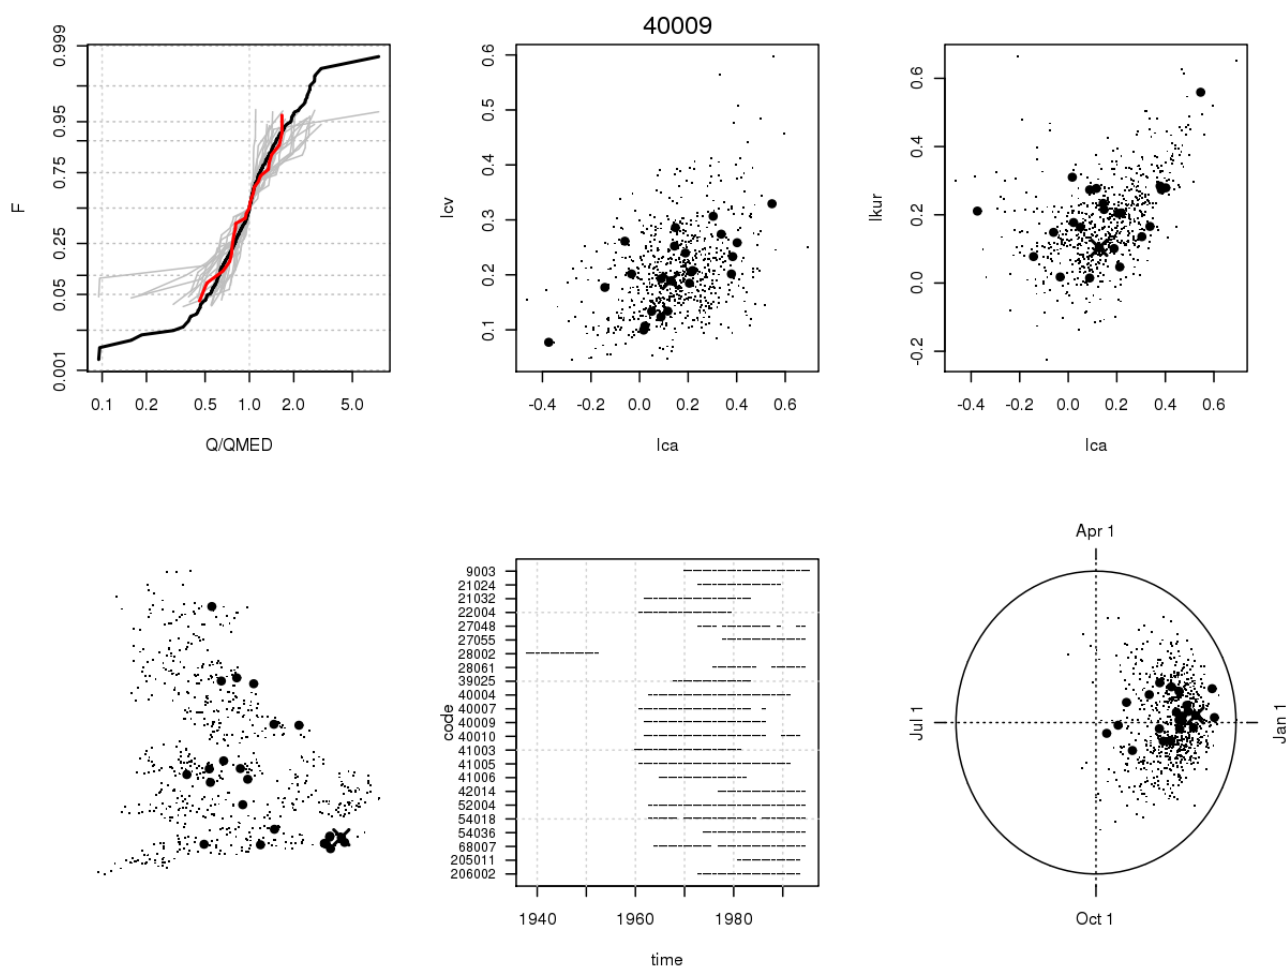 40009
0.999
0.95
0.75
0.25
0.05
0.001
F
0.1 0.2 0.5 1.0 2.0 5.0
Q/QMED
0.6
0.5
0.4
0.3
0.2
0.1
lcv
-0.4 -0.2 0.0 0.2 0.4 0.6
lca
0.6
0.4
0.2
0.0
-0.2
lkur
-0.4 -0.2 0.0 0.2 0.4 0.6
lca
9003
21024
21032
22004
27048
27055
28002
28061
39025
40004
40007
40009
40010
41003
41005
41006
42014
52004
54018
54036
68007
205011
206002
code
1940 1960 1980
time
Apr 1
Jul 1
Jan 1
Oct 1